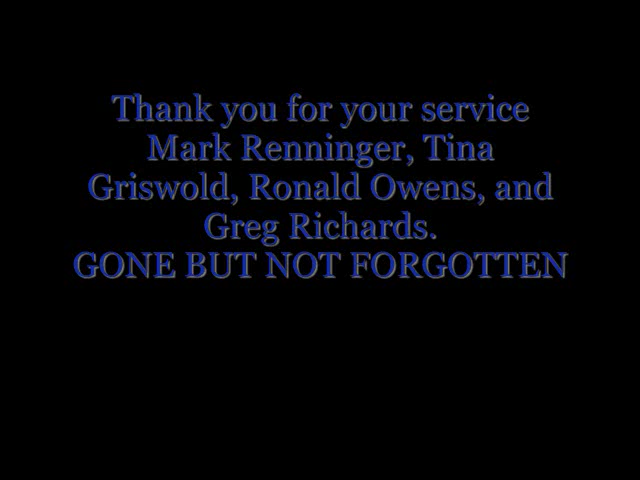 Thank you for your service
Mark Renninger, Tina
Griswold, Ronald Owens, and
Greg Richards.
GONE BUT NOT FORGOTTEN